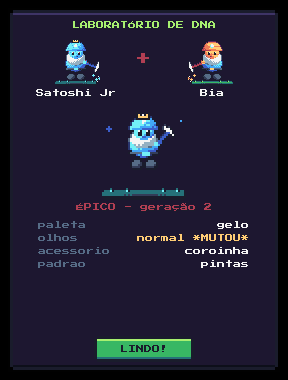 LABORATÓRIO DE DNA
Satoshi Jr
Bia
ÉPICO - geração 2
paleta gelo
olhos normal *MUTOU*
acessorio coroinha
padrao pintas
LINDO!